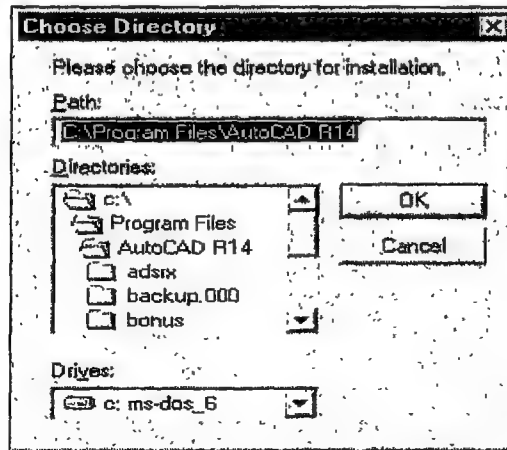 Choose Directory
Please choose the directory for installation.
Path:
C:\Program Files\AutoCAD R14
Directories:
c:\
Program Files
AutoCAD R14
adsrx
backup.000
bonus
OK
Cancel
Drives:
c: ms-dos_6